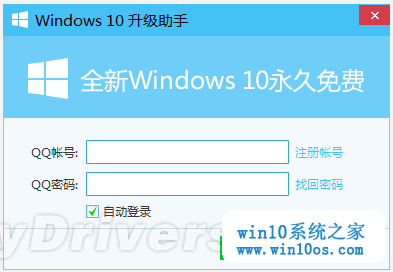 Windows 10 升级助手
全新Windows 10永久免费
QQ帐号:
注册帐号
QQ密码:
找回密码
自动登录
yDrivers
win10系统之家
www.win10os.com